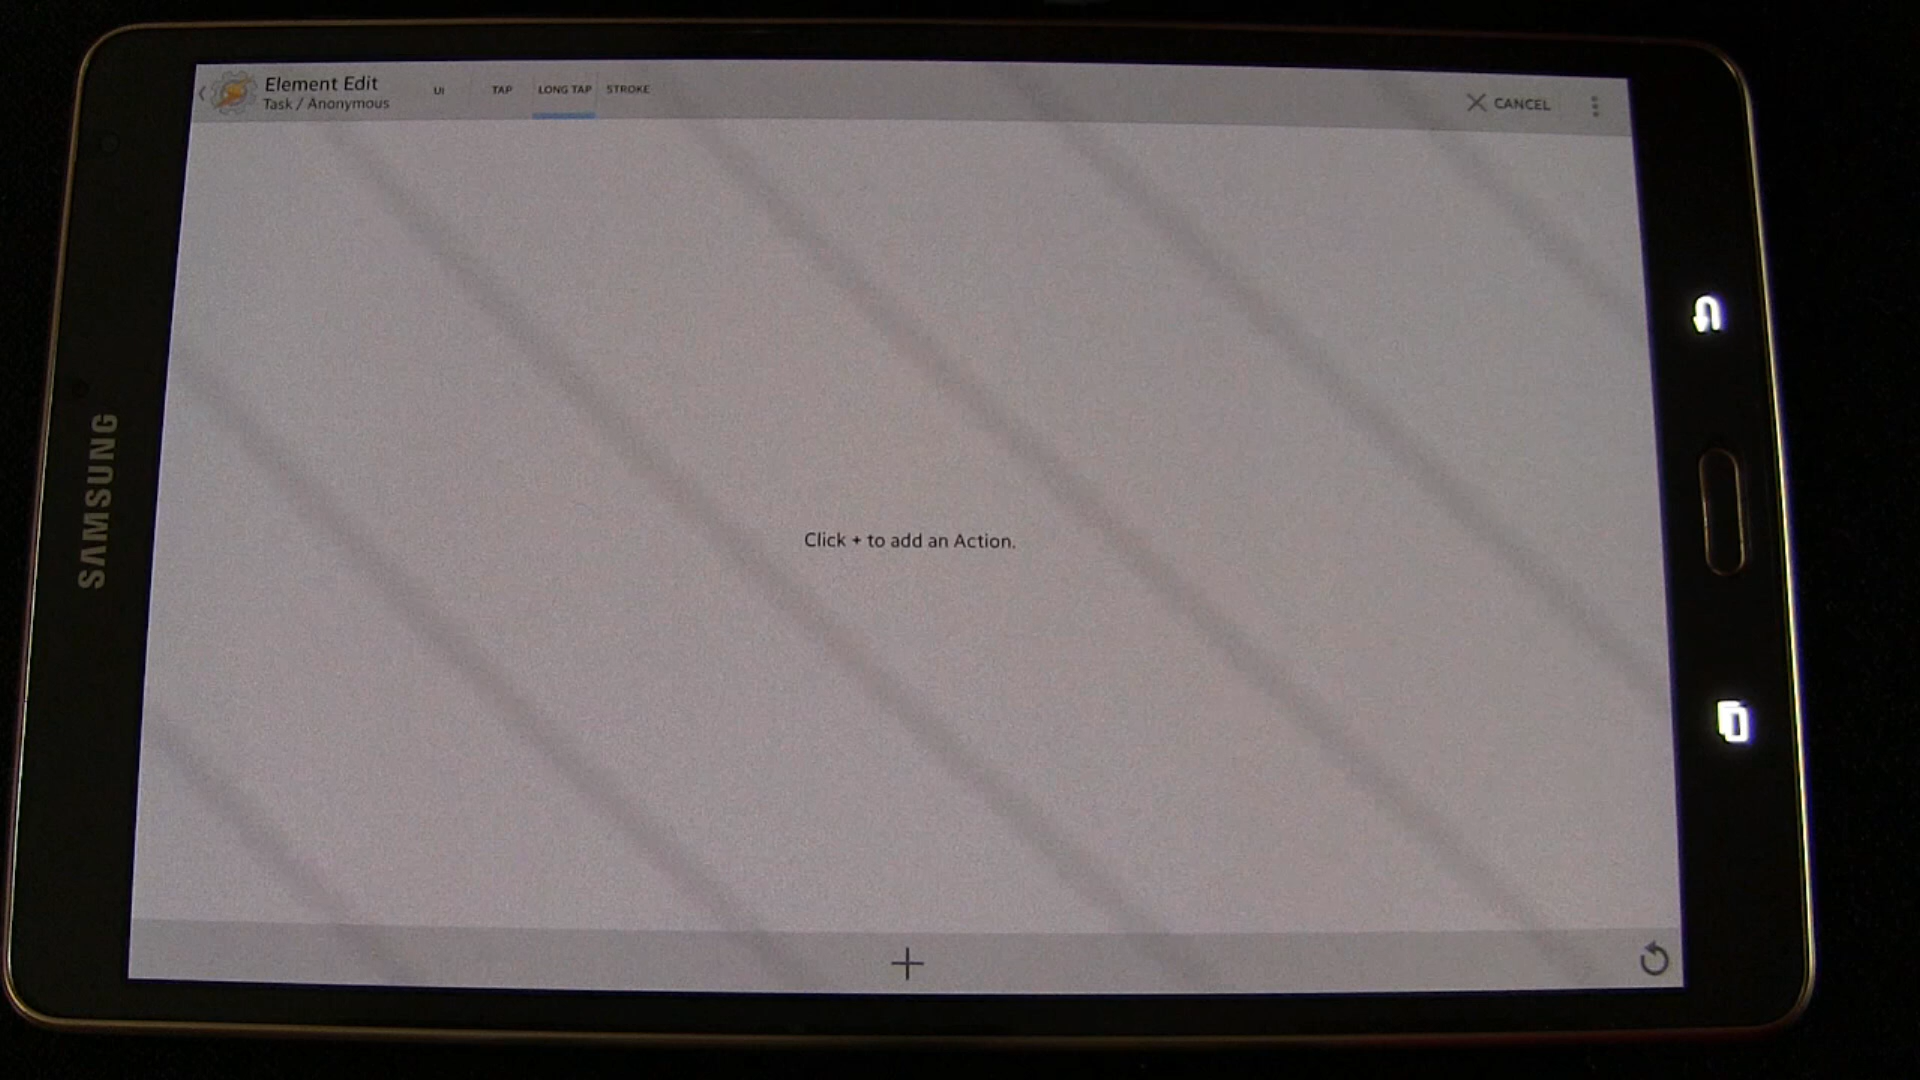 Element Edit
Task / Anonymous
UI
TAP
LONG TAP
STROKE
CANCEL
SAMSUNG
Click + to add an Action.